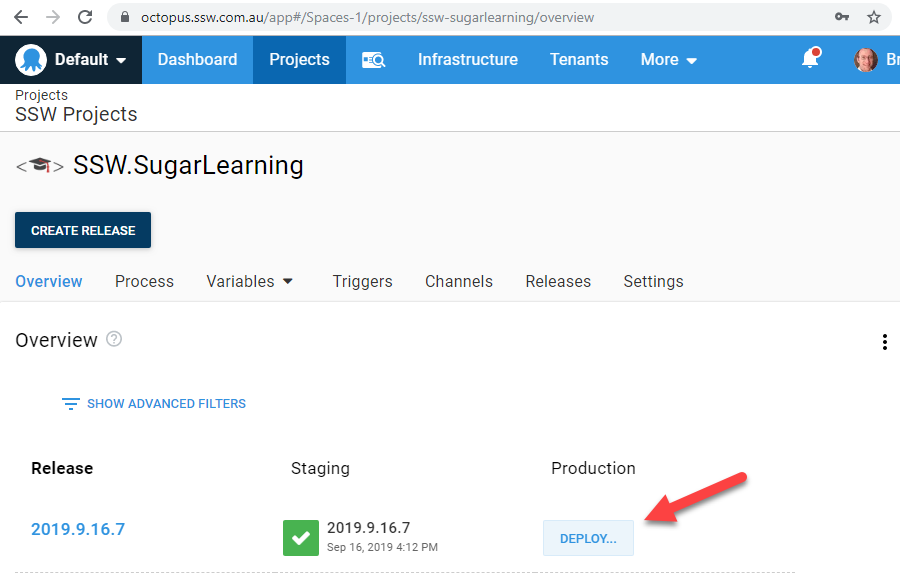 octopus.ssw.com.au/app#/Spaces-1/projects/ssw-sugarlearning/overview
Default Dashboard Projects Infrastructure Tenants More Br
Projects
SSW Projects
< > SSW.SugarLearning
CREATE RELEASE
Overview Process Variables Triggers Channels Releases Settings
Overview ?
SHOW ADVANCED FILTERS
Release Staging Production
2019.9.16.7 2019.9.16.7 DEPLOY...
Sep 16, 2019 4:12 PM